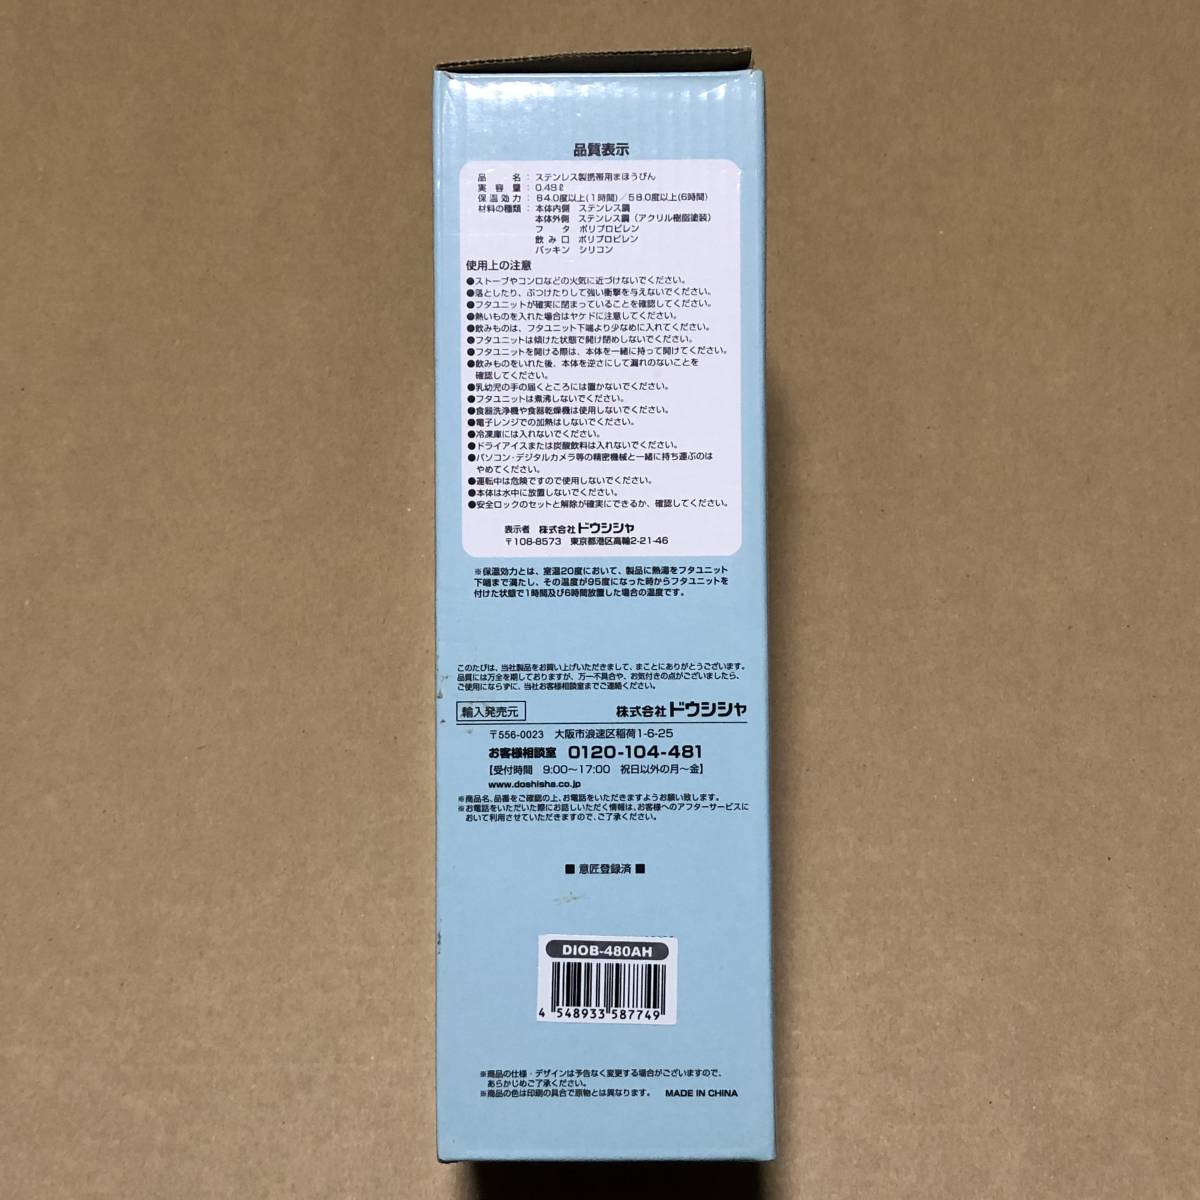 品質表示
品名：ステンレス製携帯用まほうびん
実容量：0.48ℓ
保温効力：64.0度以上(1時間)／58.0度以上(6時間)
材料の種類：本体内側 ステンレス鋼
本体外側 ステンレス鋼（アクリル樹脂塗装）
フタ ポリプロピレン
飲み口 ポリプロピレン
パッキン シリコン
使用上の注意
●ストーブやコンロなどの火気に近づけないでください。
●落としたり、ぶつけたりして強い衝撃を与えないでください。
●フタユニットが確実に閉まっていることを確認してください。
●熱いものを入れた場合はヤケドに注意してください。
●飲みものは、フタユニット下端より少なめに入れてください。
●フタユニットは傾けた状態で開け閉めしないでください。
●フタユニットを開ける際は、本体を一緒に持って開けてください。
●飲みものをいれた後、本体を逆さにして漏れのないことを
確認してください。
●乳幼児の手の届くところには置かないでください。
●フタユニットは煮沸しないでください。
●食器洗浄機や食器乾燥機は使用しないでください。
●電子レンジでの加熱はしないでください。
●冷凍庫には入れないでください。
●ドライアイスまたは炭酸飲料は入れないでください。
●パソコン・デジタルカメラ等の精密機械と一緒に持ち運ぶのは
やめてください。
●運転中は危険ですので使用しないでください。
●本体は水中に放置しないでください。
●安全ロックのセットと解除が確実にできるか、確認してください。
表示者 株式会社ドウシシャ
〒108-8573 東京都港区高輪2-21-46
※保温効力とは、室温20度において、製品に熱湯をフタユニット
下端まで満たし、その温度が95度になった時からフタユニットを
付けた状態で1時間及び6時間放置した場合の温度です。
このたびは、当社製品をお買い上げいただきまして、まことにありがとうございます。
品質には万全を期しておりますが、万一不具合や、お気付きの点がございましたら、
ご使用にならずに、当社お客様相談室までご連絡ください。
輸入発売元 株式会社ドウシシャ
〒556-0023 大阪市浪速区稲荷1-6-25
お客様相談室 0120-104-481
【受付時間 9:00～17:00 祝日以外の月～金】
www.doshisha.co.jp
※商品名、品番をご確認の上、お電話をいただきますようお願い致します。
※お電話をいただいた際にお話しいただく情報は、お客様へのアフターサービスに
おいて利用させていただきますので、ご了承ください。
■ 意匠登録済 ■
DIOB-480AH
4 548933 587749
※商品の仕様・デザインは予告なく変更する場合がございますので、
あらかじめご了承ください。
※商品の色は印刷の具合で原物とは異なります。 MADE IN CHINA